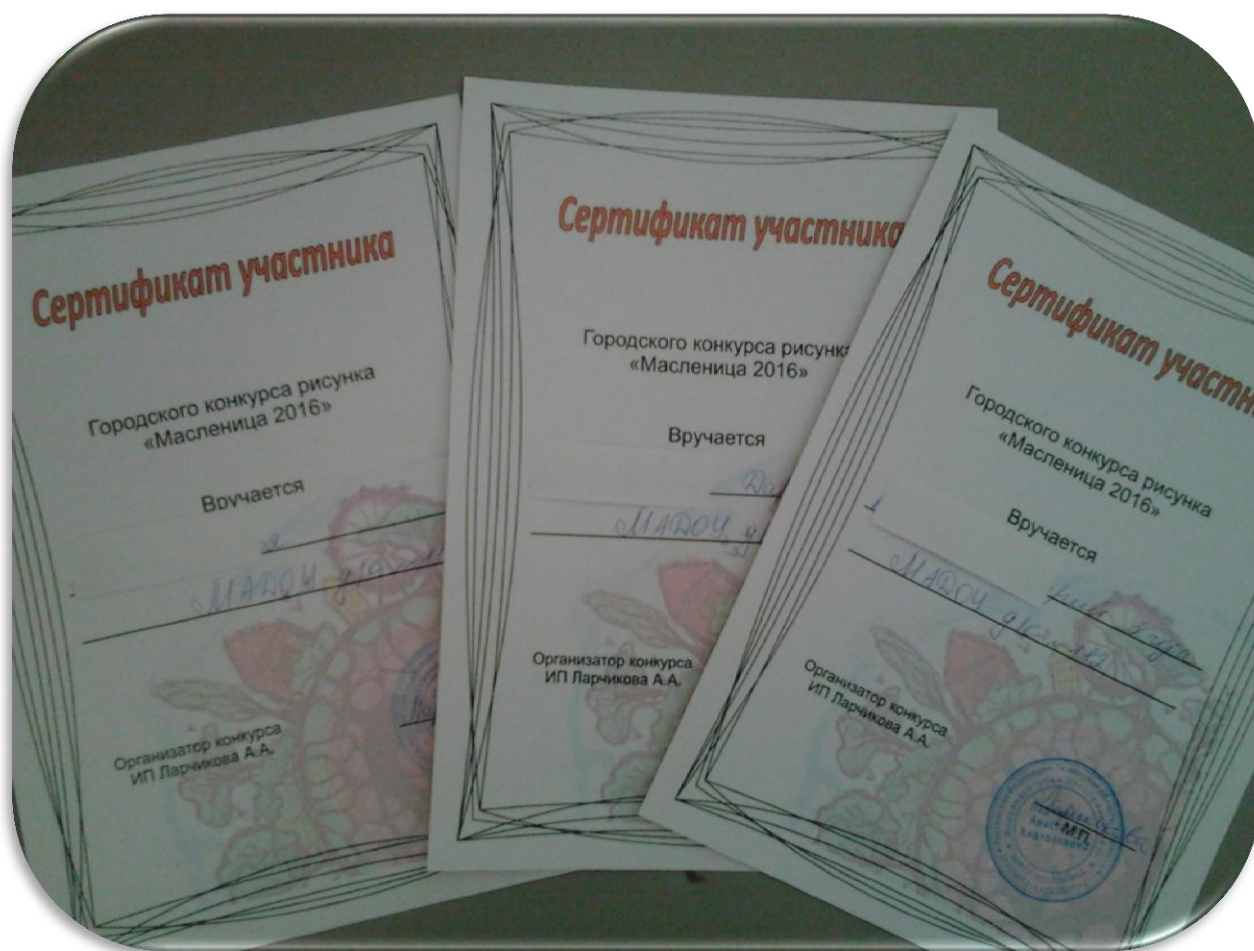 Сертификат участника
Городского конкурса рисунка
«Масленица 2016»
Вручается
МАДОУ
Организатор конкурса
ИП Ларчикова А.А.
Сертификат участника
Городского конкурса рисунка
«Масленица 2016»
Вручается
МАДОУ
Организатор конкурса
ИП Ларчикова А.А.
Сертификат участн
Городского конкурса рисунка
«Масленица 2016»
Вручается
МАДОУ
Организатор конкурса
ИП Ларчикова А.А.
М.П.